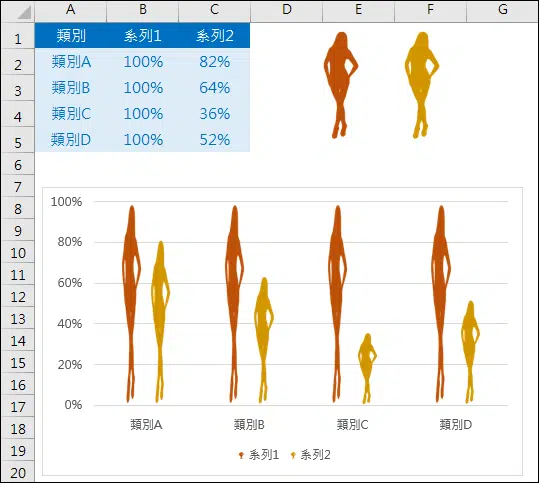 A B C D E F G
1 類別 系列1 系列2
2 類別A 100% 82%
3 類別B 100% 64%
4 類別C 100% 36%
5 類別D 100% 52%
6
7
8 100%
9
10 80%
11
12 60%
13
14 40%
15
16 20%
17 0%
18 類別A 類別B 類別C 類別D
19 系列1 系列2
20